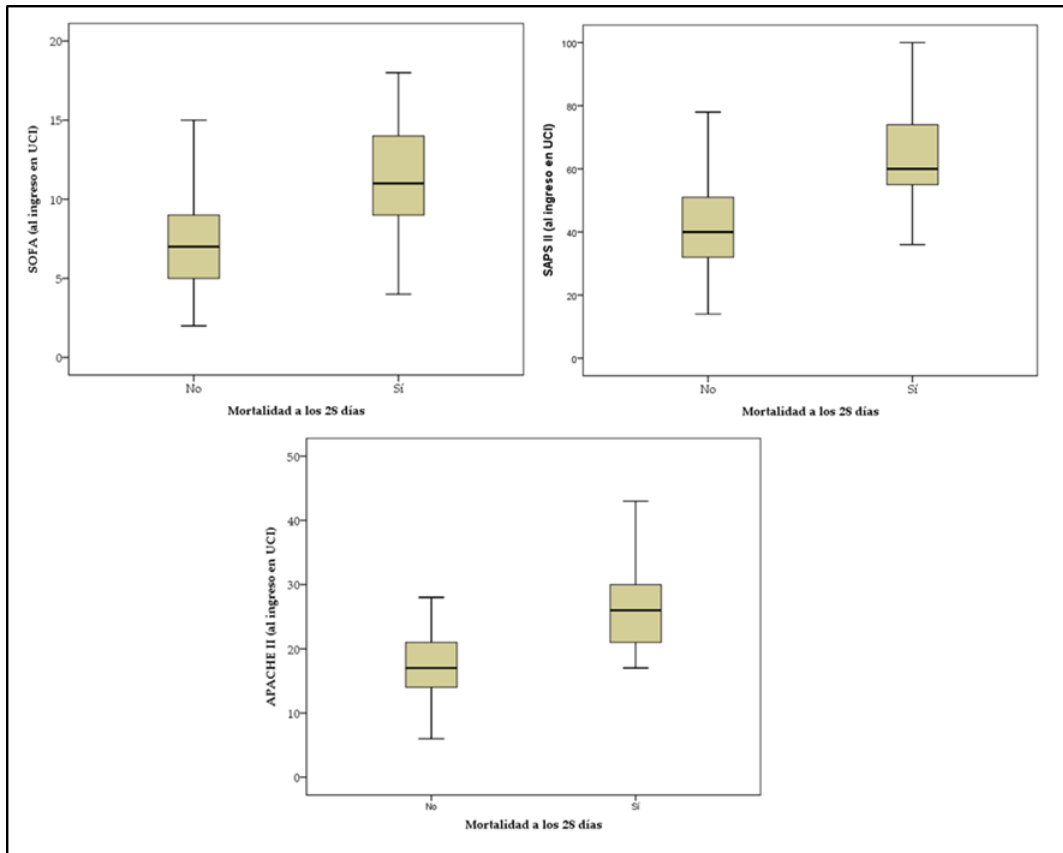 SOFA (al ingreso en UCI)
20
15
10
5
0
No
Sí
Mortalidad a los 28 días
SAPS II (al ingreso en UCI)
100
80
60
40
20
0
No
Sí
Mortalidad a los 28 días
APACHE II (al ingreso en UCI)
50
40
30
20
10
0
No
Sí
Mortalidad a los 28 días